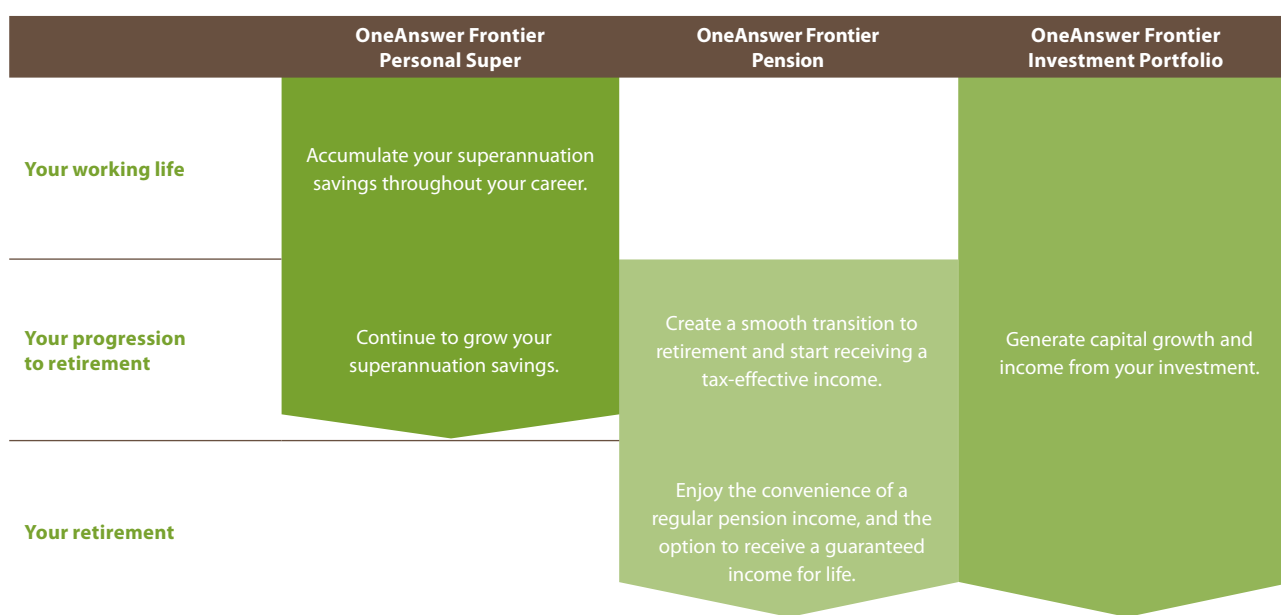 OneAnswer Frontier
Personal Super
OneAnswer Frontier
Pension
OneAnswer Frontier
Investment Portfolio
Your working life
Accumulate your superannuation
savings throughout your career.
Your progression
to retirement
Continue to grow your
superannuation savings.
Create a smooth transition to
retirement and start receiving a
tax-effective income.
Generate capital growth and
income from your investment.
Your retirement
Enjoy the convenience of a
regular pension income, and the
option to receive a guaranteed
income for life.